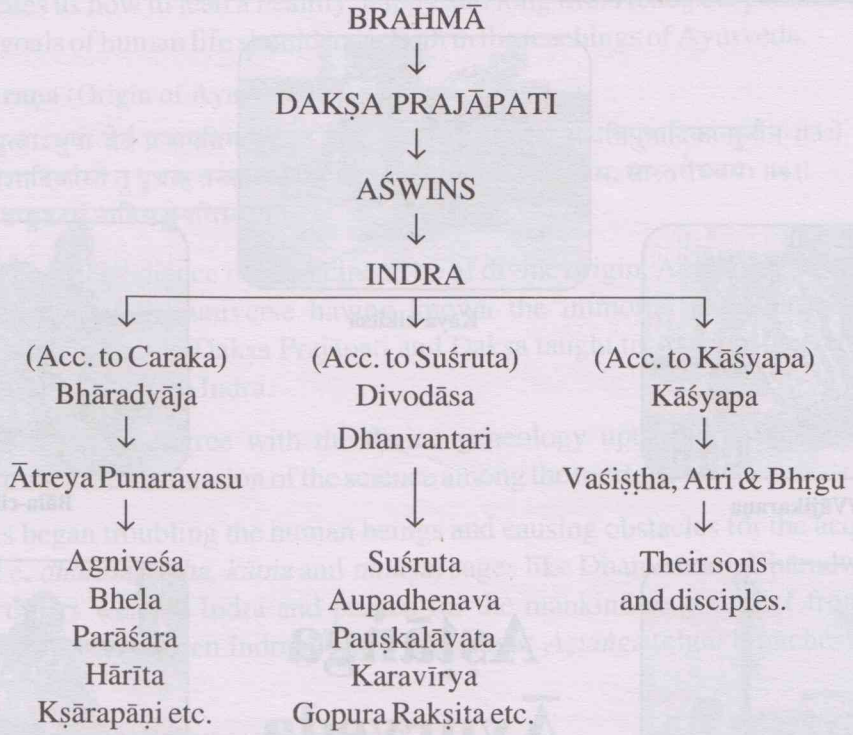 BRAHMĀ
↓
DAKṢA PRAJĀPATI
↓
AŚWINS
↓
INDRA
(Acc. to Caraka) (Acc. to Suśruta) (Acc. to Kāśyapa)
Bhāradvāja Divodāsa Kāśyapa
Dhanvantari
Ātreya Punaravasu Vaśiṣṭha, Atri & Bhrgu
Agniveśa Suśruta Their sons
Bhela Aupadhenava and disciples.
Parāśara Pauṣkalāvata
Hārīta Karavīrya
Kṣārapāṇi etc. Gopura Rakṣita etc.